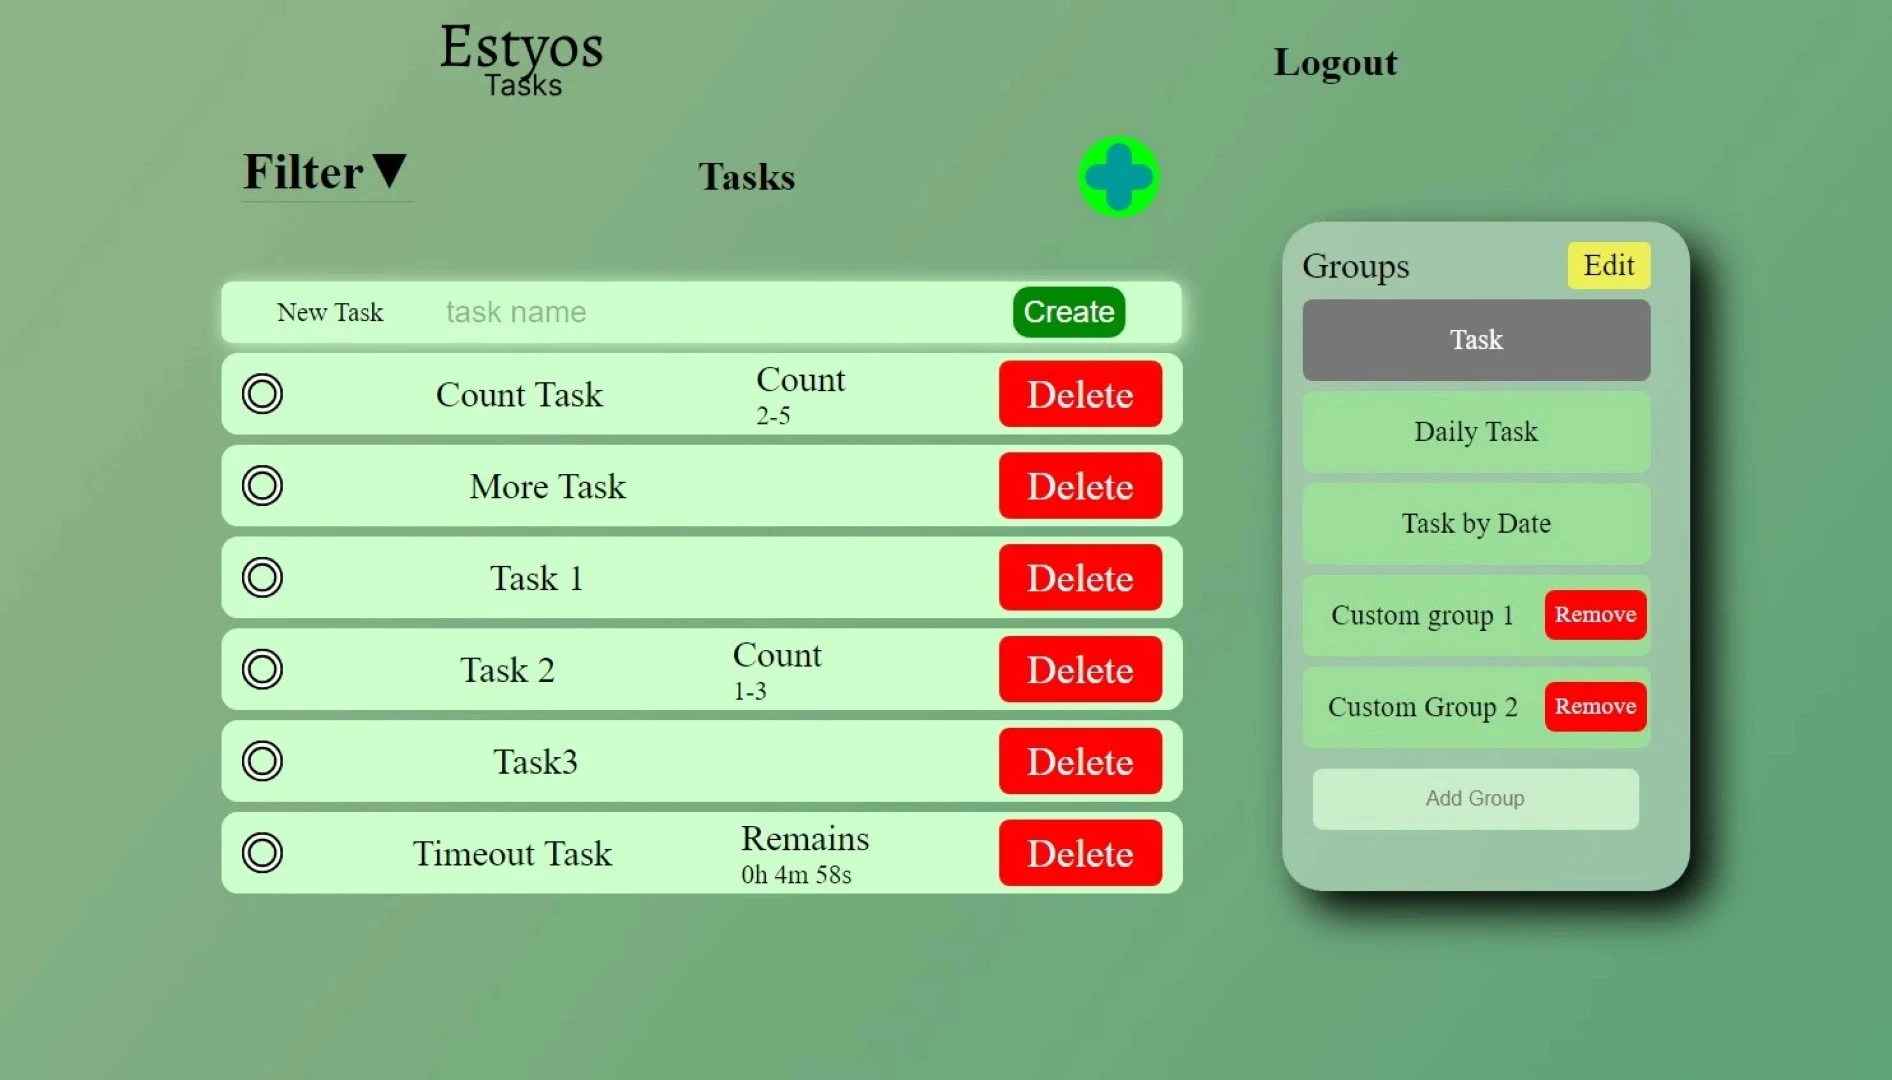 Estyos
Tasks
Logout
Filter▼
Tasks
New Task task name Create
Count Task Count Delete
2-5
More Task Delete
Task 1 Delete
Task 2 Count Delete
1-3
Task3 Delete
Timeout Task Remains Delete
0h 4m 58s
Groups Edit
Task
Daily Task
Task by Date
Custom group 1 Remove
Custom Group 2 Remove
Add Group